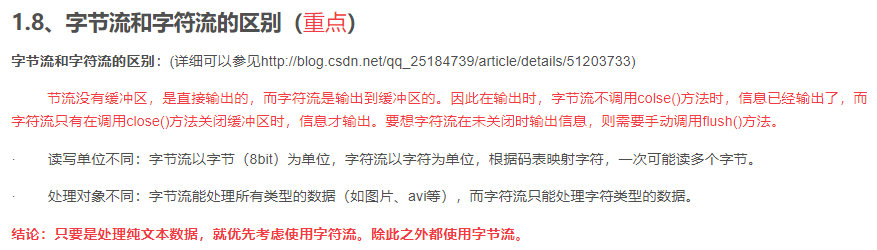 1.8、字节流和字符流的区别（重点）
字节流和字符流的区别：(详细可以参见http://blog.csdn.net/qq_25184739/article/details/51203733)
节流没有缓冲区，是直接输出的，而字符流是输出到缓冲区的。因此在输出时，字节流不调用colse()方法时，信息已经输出了，而
字符流只有在调用close()方法关闭缓冲区时，信息才输出。要想字符流在未关闭时输出信息，则需要手动调用flush()方法。
· 读写单位不同：字节流以字节（8bit）为单位，字符流以字符为单位，根据码表映射字符，一次可能读多个字节。
· 处理对象不同：字节流能处理所有类型的数据（如图片、avi等），而字符流只能处理字符类型的数据。
结论：只要是处理纯文本数据，就优先考虑使用字符流。除此之外都使用字节流。